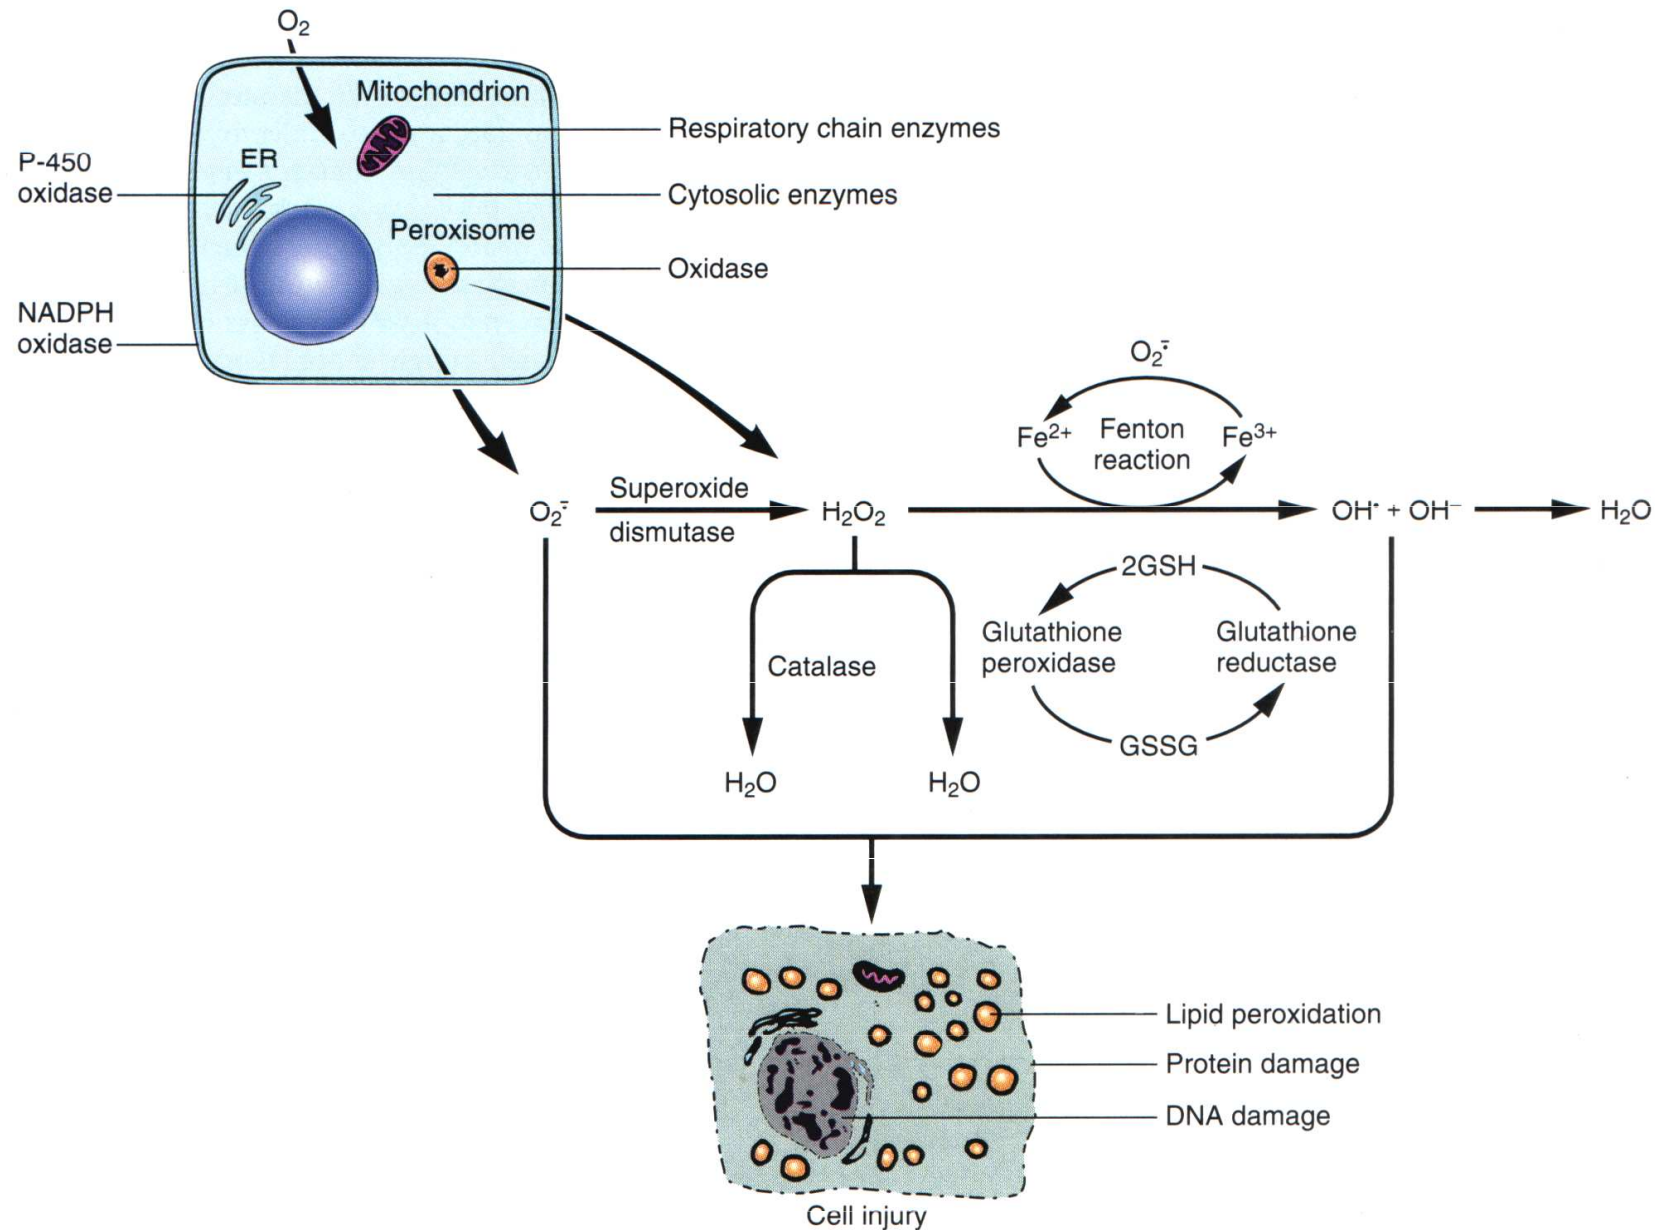 O₂
Mitochondrion
Respiratory chain enzymes
P-450
oxidase
ER
Cytosolic enzymes
Peroxisome
Oxidase
NADPH
oxidase
O₂•̄
Fe²⁺
Fenton
reaction
Fe³⁺
O₂•̄
Superoxide
dismutase
H₂O₂
OH• + OH⁻
H₂O
2GSH
Glutathione
peroxidase
Glutathione
reductase
Catalase
GSSG
H₂O
H₂O
Lipid peroxidation
Protein damage
DNA damage
Cell injury